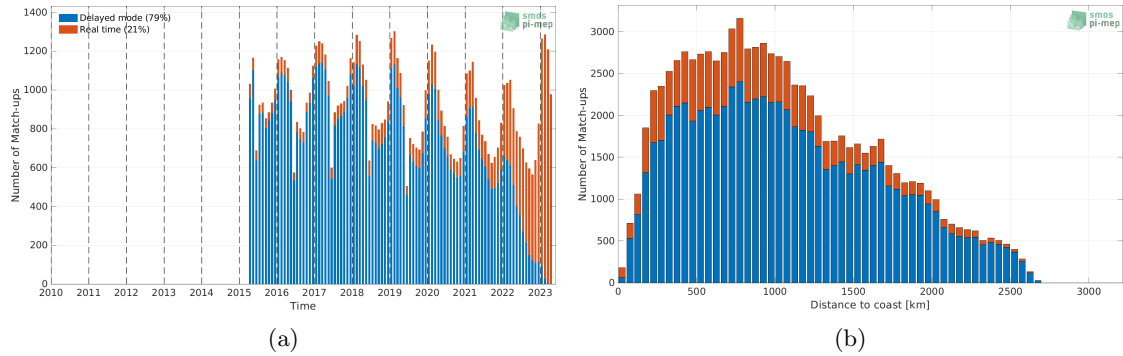 Delayed mode (79%)
Real time (21%)
smos
pi-mep
Number of Match-ups
1400
1200
1000
800
600
400
200
0
2010 2011 2012 2013 2014 2015 2016 2017 2018 2019 2020 2021 2022 2023
Time
(a)
smos
pi-mep
Number of Match-ups
3000
2500
2000
1500
1000
500
0
0 500 1000 1500 2000 2500 3000
Distance to coast [km]
(b)